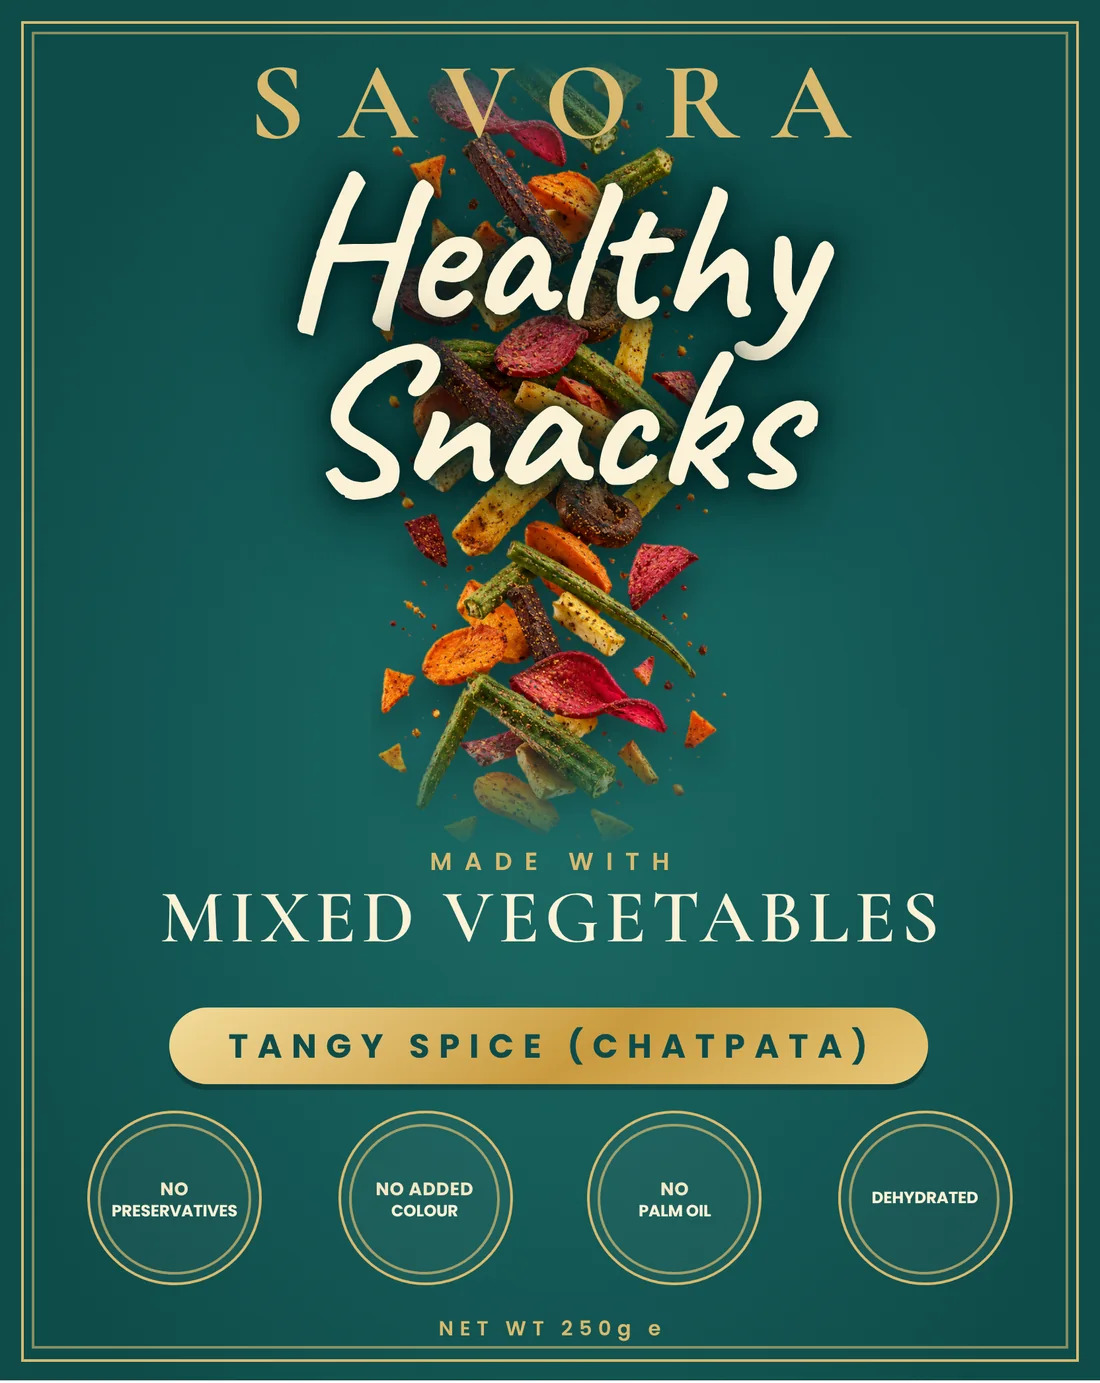 SAVORA
Healthy
Snacks
MADE WITH
MIXED VEGETABLES
TANGY SPICE (CHATPATA)
NO
PRESERVATIVES
NO ADDED
COLOUR
NO
PALM OIL
DEHYDRATED
NET WT 250g e